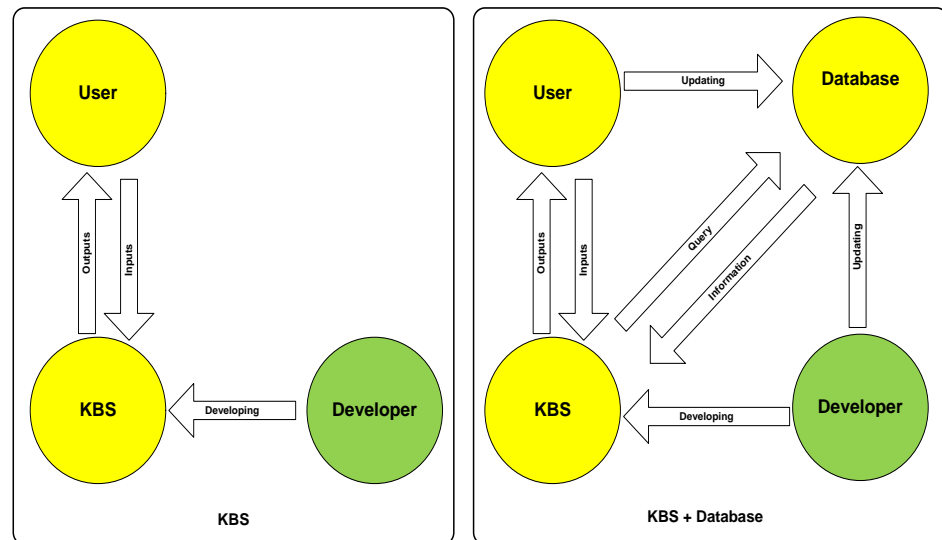 User
Outputs
Inputs
KBS
Developing
Developer
KBS
User
Updating
Database
Outputs
Inputs
Query
Information
Updating
KBS
Developing
Developer
KBS + Database